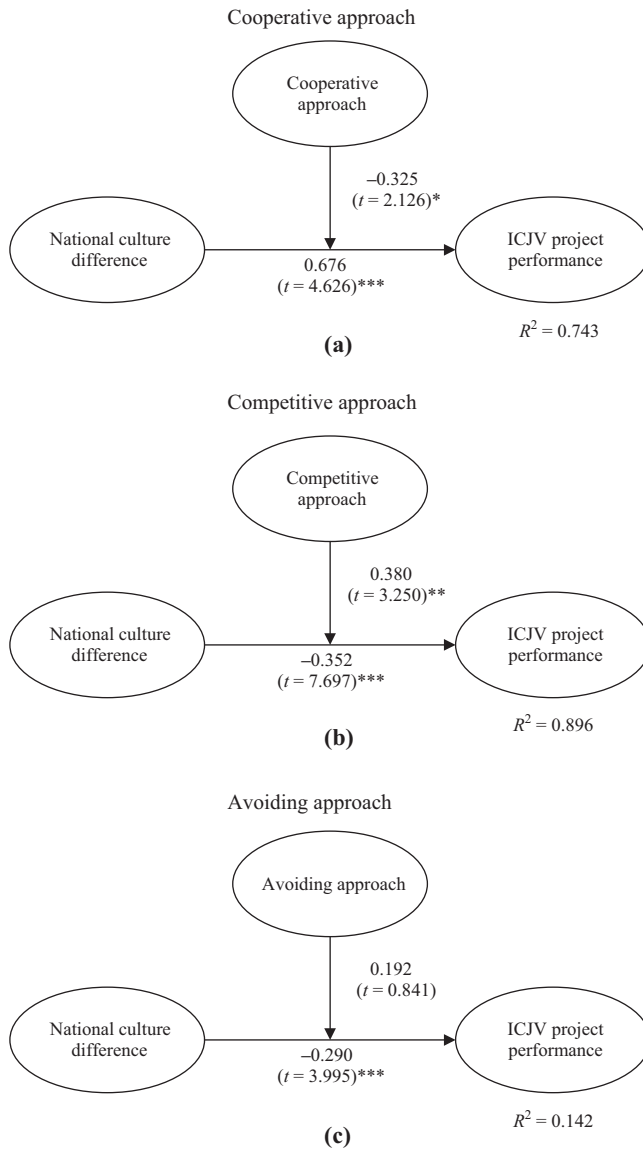 Cooperative approach
Cooperative
approach
–0.325
(t = 2.126)*
National culture
difference
ICJV project
performance
0.676
(t = 4.626)***
R² = 0.743
(a)
Competitive approach
Competitive
approach
0.380
(t = 3.250)**
National culture
difference
ICJV project
performance
–0.352
(t = 7.697)***
R² = 0.896
(b)
Avoiding approach
Avoiding approach
0.192
(t = 0.841)
National culture
difference
ICJV project
performance
–0.290
(t = 3.995)***
R² = 0.142
(c)